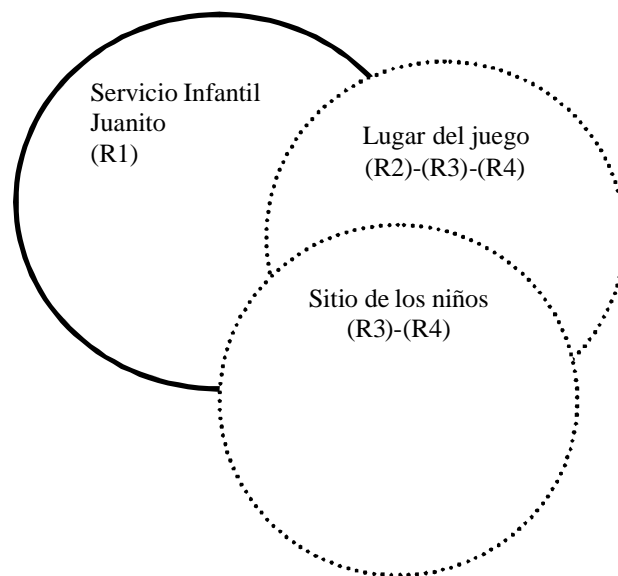 Servicio Infantil
Juanito
(R1)
Lugar del juego
(R2)-(R3)-(R4)
Sitio de los niños
(R3)-(R4)